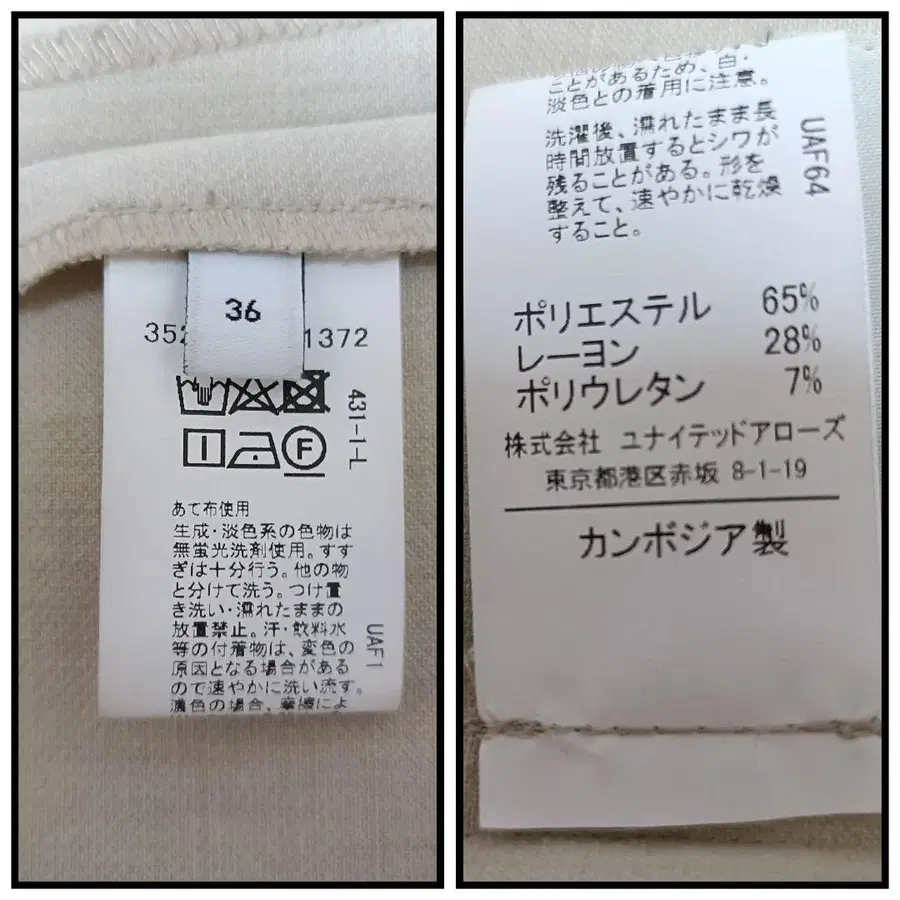 36
352
1372
431-1-L
I
F
あて布使用
生成・淡色系の色物は
無蛍光洗剤使用。すす
ぎは十分行う。他の物
と分けて洗う。つけ置
き洗い・濡れたままの
放置禁止。汗・飲料水
等の付着物は、変色の
原因となる場合がある
ので速やかに洗い流す。
濃色の場合、摩擦によ
UAF1
ことがあるため、白・
淡色との着用に注意。
洗濯後、濡れたまま長
時間放置するとシワが
残ることがある。形を
整えて、速やかに乾燥
すること。
UAF64
ポリエステル 65%
レーヨン 28%
ポリウレタン 7%
株式会社 ユナイテッドアローズ
東京都港区赤坂 8-1-19
カンボジア製